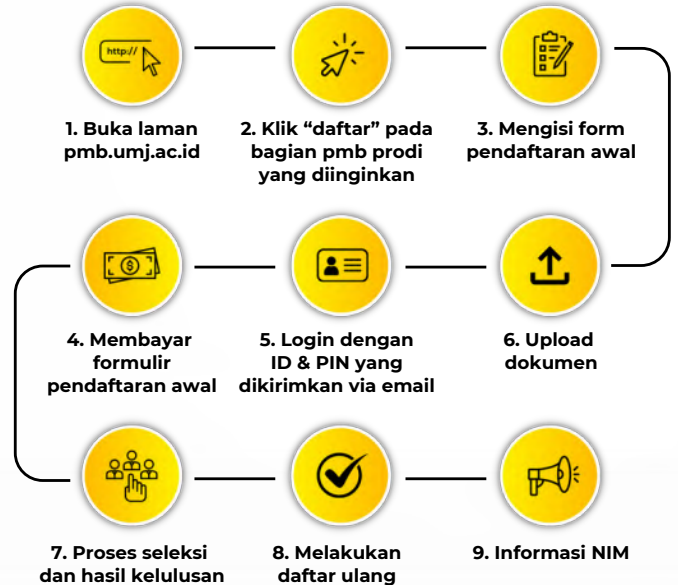 http://
1. Buka laman
pmb.umj.ac.id
2. Klik “daftar” pada
bagian pmb prodi
yang diinginkan
3. Mengisi form
pendaftaran awal
4. Membayar
formulir
pendaftaran awal
5. Login dengan
ID & PIN yang
dikirimkan via email
6. Upload
dokumen
7. Proses seleksi
dan hasil kelulusan
8. Melakukan
daftar ulang
9. Informasi NIM